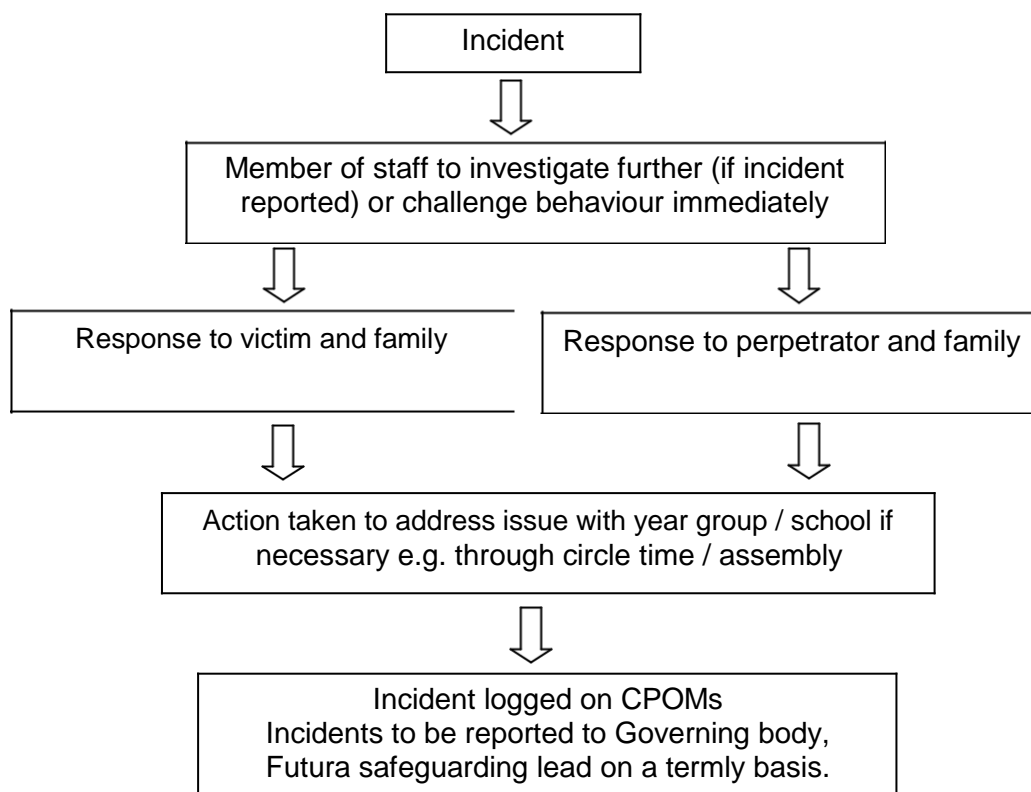 Incident
Member of staff to investigate further (if incident
reported) or challenge behaviour immediately
Response to victim and family
Response to perpetrator and family
Action taken to address issue with year group / school if
necessary e.g. through circle time / assembly
Incident logged on CPOMs
Incidents to be reported to Governing body,
Futura safeguarding lead on a termly basis.